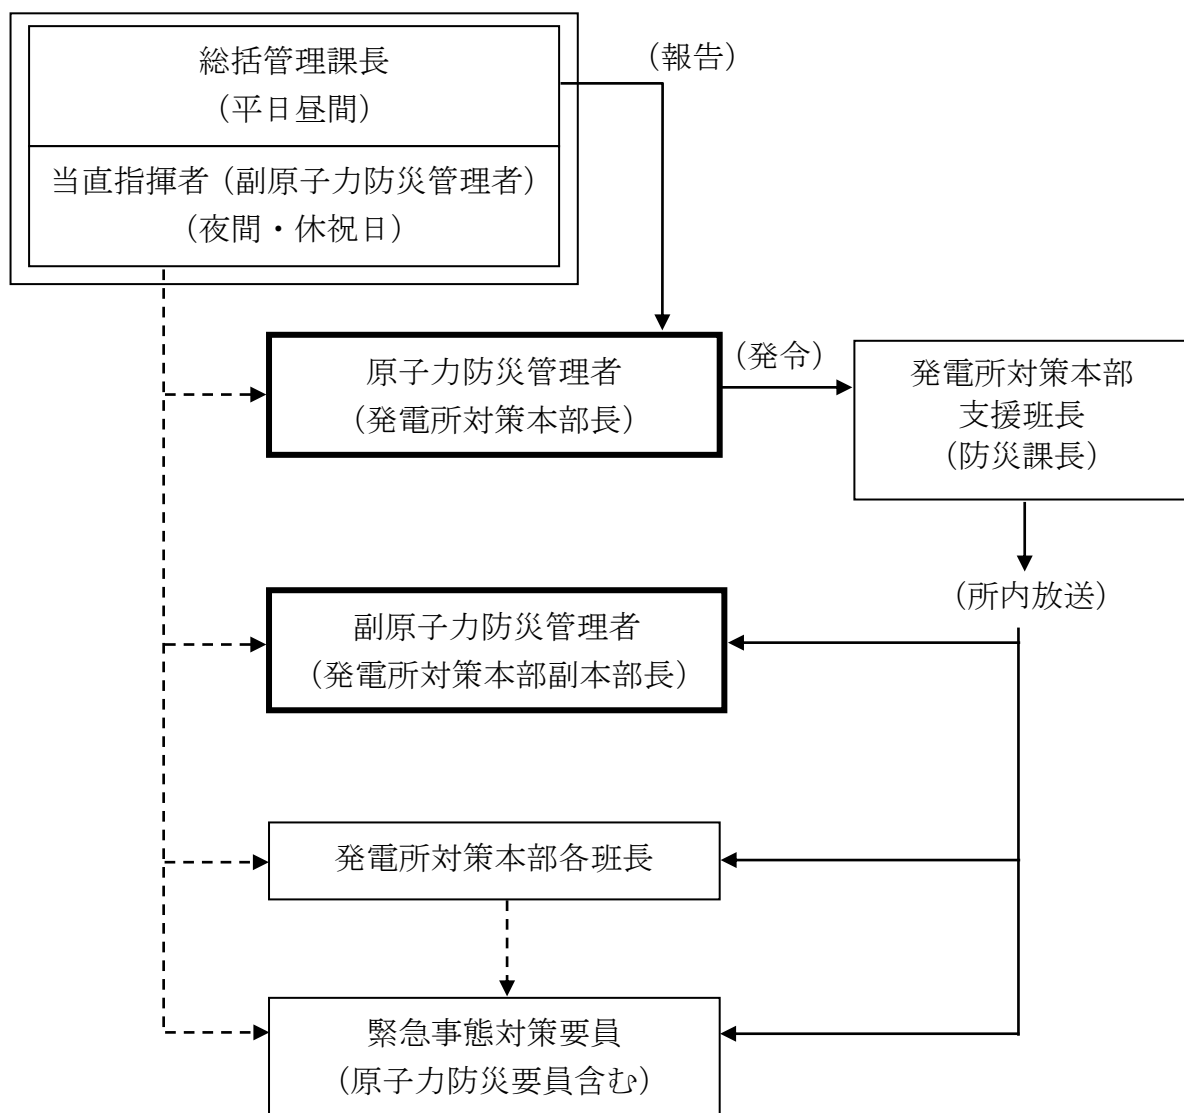 総括管理課長
（平日昼間）
（報告）
当直指揮者（副原子力防災管理者）
（夜間・休祝日）
原子力防災管理者
（発電所対策本部長）
（発令）
発電所対策本部
支援班長
（防災課長）
（所内放送）
副原子力防災管理者
（発電所対策本部副本部長）
発電所対策本部各班長
緊急事態対策要員
（原子力防災要員含む）